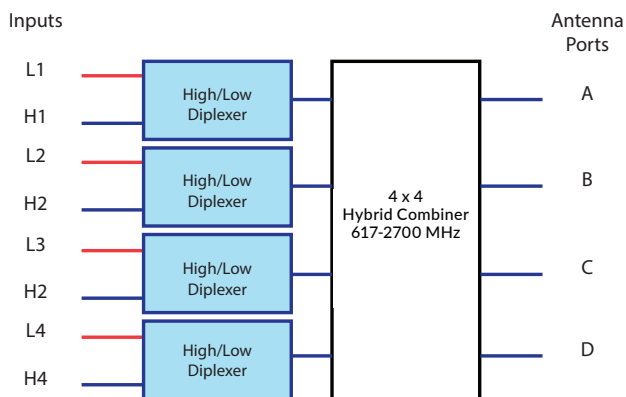 Inputs
Antenna
Ports
L1
H1
High/Low
Diplexer
A
L2
H2
High/Low
Diplexer
B
4 x 4
Hybrid Combiner
617-2700 MHz
L3
H2
High/Low
Diplexer
C
L4
H4
High/Low
Diplexer
D